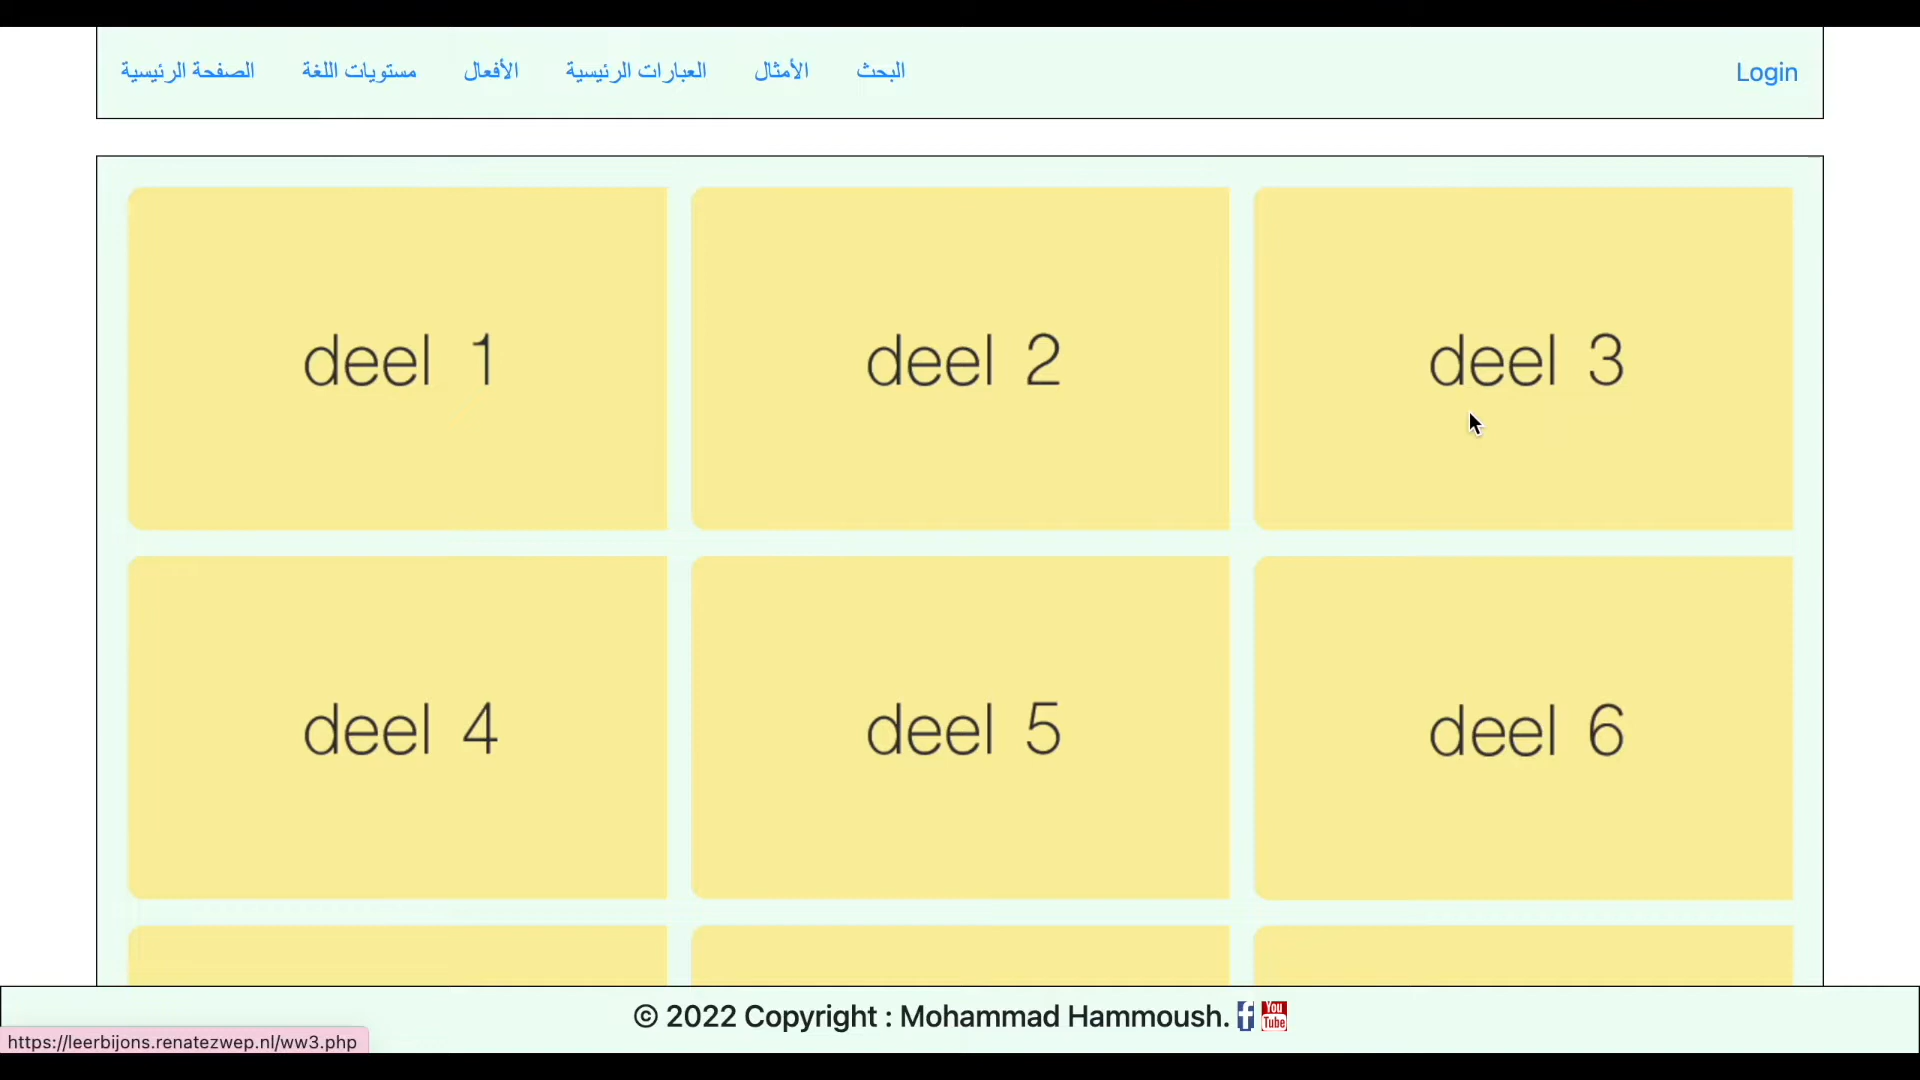 الصفحة الرئيسية مستويات اللغة الأفعال العبارات الرئيسية الأمثال البحث Login
deel 1 deel 2 deel 3
deel 4 deel 5 deel 6
© 2022 Copyright : Mohammad Hammoush. f You Tube
https://leerbijons.renatezwep.nl/ww3.php